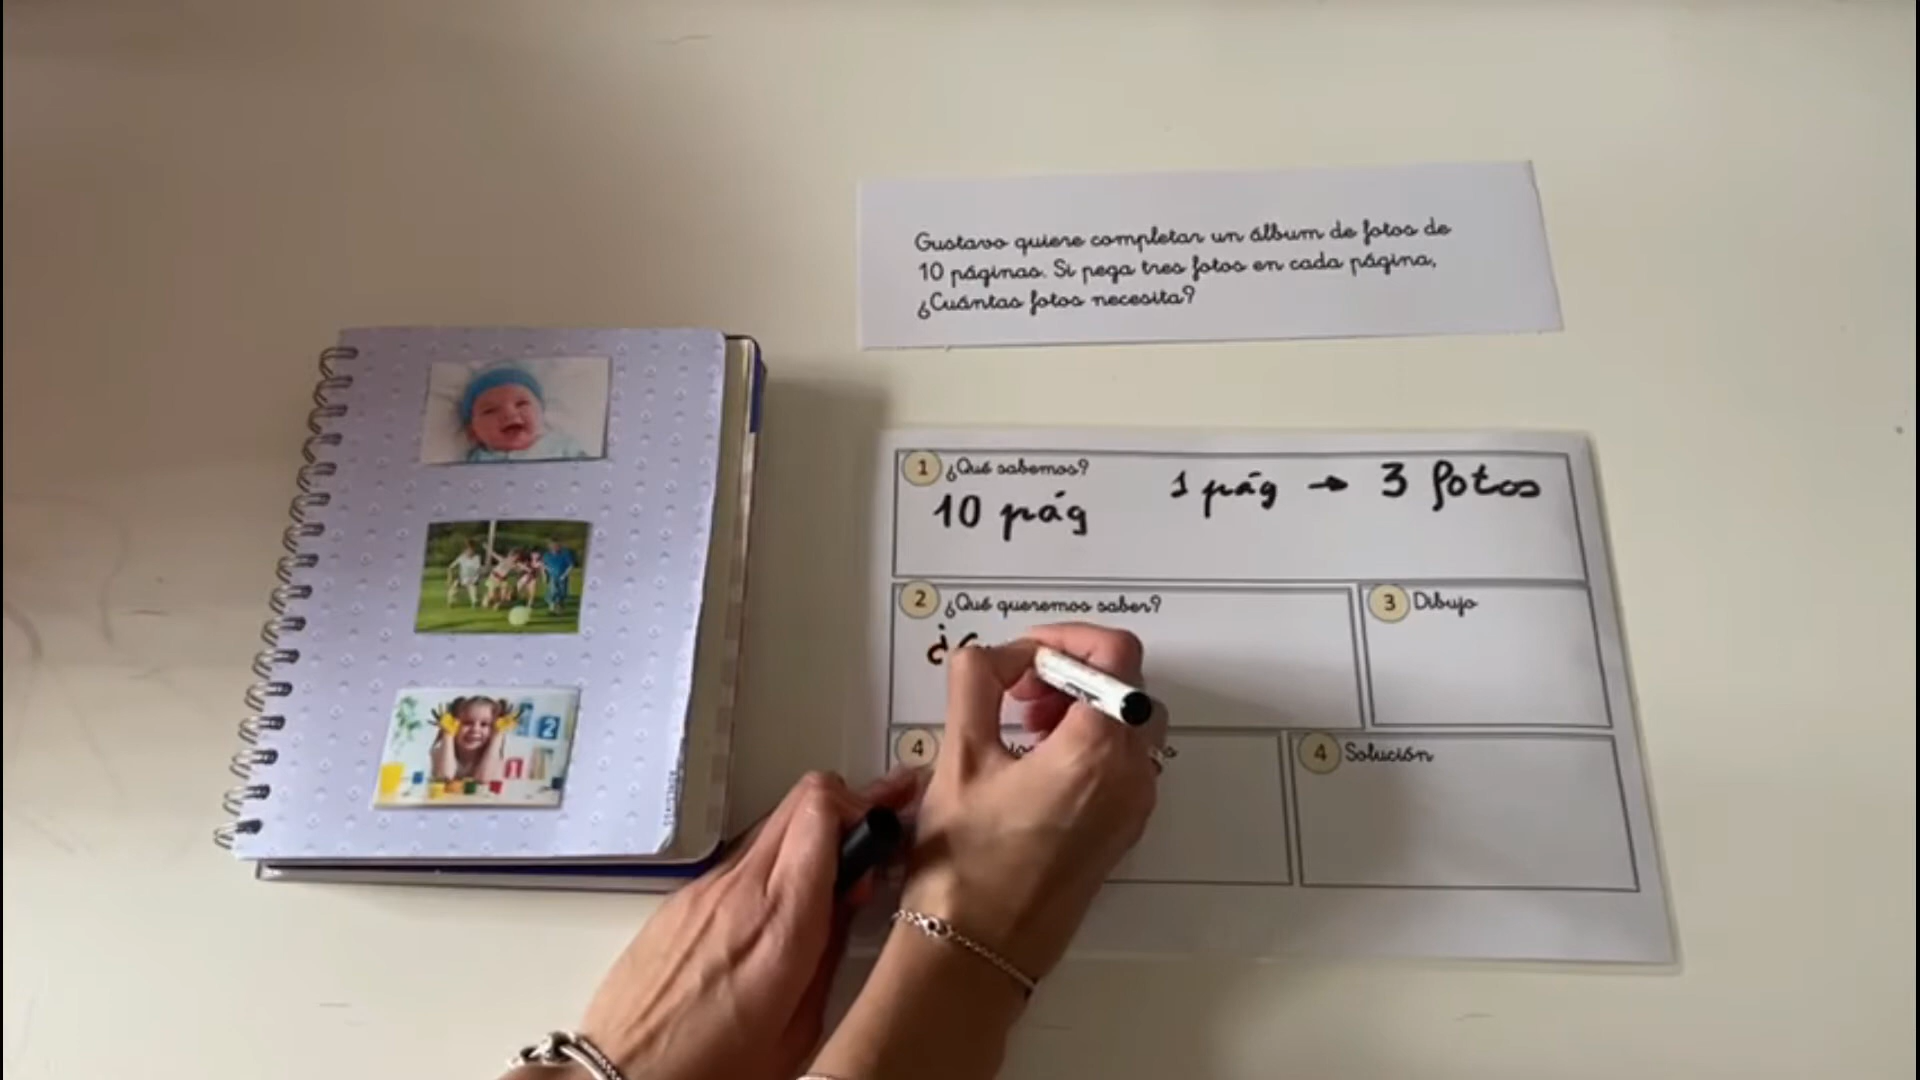 Gustavo quiere completar un álbum de fotos de
10 páginas. Si pega tres fotos en cada página,
¿Cuántas fotos necesita?
1 ¿Qué sabemos?
10 pág 1 pág → 3 fotos
2 ¿Qué queremos saber?
3 Dibujo
4
4 Solución